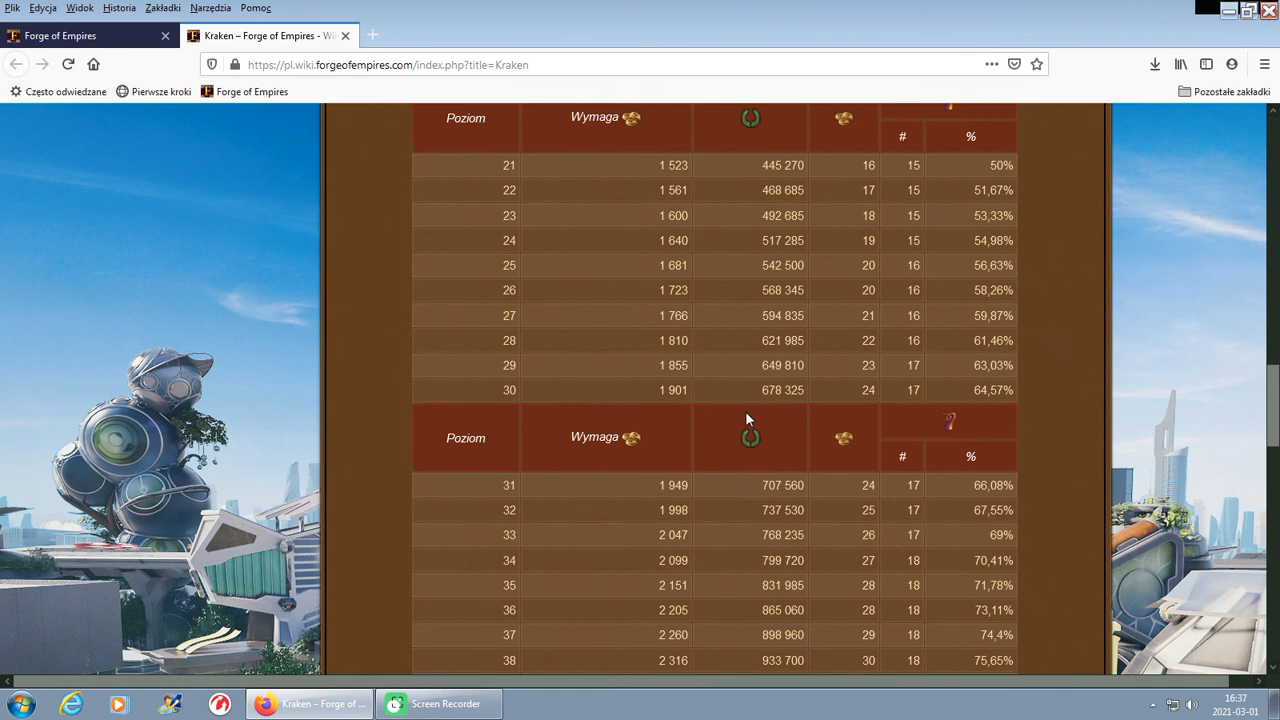 Plik Edycja Widok Historia Zakładki Narzędzia Pomoc
Forge of Empires
Kraken – Forge of Empires - Wi
https://pl.wiki.forgeofempires.com/index.php?title=Kraken
Często odwiedzane Pierwsze kroki Forge of Empires Pozostałe zakładki
Poziom Wymaga
# %
21 1 523 445 270 16 15 50%
22 1 561 468 685 17 15 51,67%
23 1 600 492 685 18 15 53,33%
24 1 640 517 285 19 15 54,98%
25 1 681 542 500 20 16 56,63%
26 1 723 568 345 20 16 58,26%
27 1 766 594 835 21 16 59,87%
28 1 810 621 985 22 16 61,46%
29 1 855 649 810 23 17 63,03%
30 1 901 678 325 24 17 64,57%
Poziom Wymaga
# %
31 1 949 707 560 24 17 66,08%
32 1 998 737 530 25 17 67,55%
33 2 047 768 235 26 17 69%
34 2 099 799 720 27 18 70,41%
35 2 151 831 985 28 18 71,78%
36 2 205 865 060 28 18 73,11%
37 2 260 898 960 29 18 74,4%
38 2 316 933 700 30 18 75,65%
Kraken – Forge of ... Screen Recorder
16:37
2021-03-01